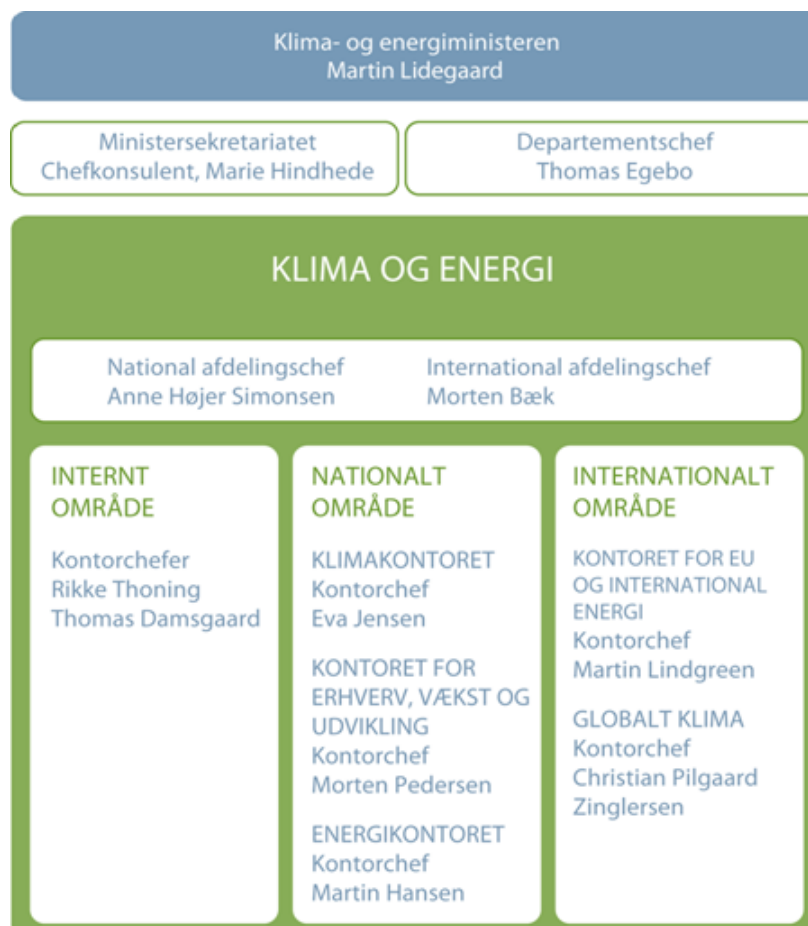 Klima- og energiministeren
Martin Lidegaard
Ministersekretariatet
Chefkonsulent, Marie Hindhede
Departementschef
Thomas Egebo
KLIMA OG ENERGI
National afdelingschef
Anne Højer Simonsen
International afdelingschef
Morten Bæk
INTERNT
OMRÅDE
Kontorchefer
Rikke Thoning
Thomas Damsgaard
NATIONALT
OMRÅDE
KLIMAKONTORET
Kontorchef
Eva Jensen
KONTORET FOR
ERHVERV, VÆKST OG
UDVIKLING
Kontorchef
Morten Pedersen
ENERGIKONTORET
Kontorchef
Martin Hansen
INTERNATIONALT
OMRÅDE
KONTORET FOR EU
OG INTERNATIONAL
ENERGI
Kontorchef
Martin Lindgreen
GLOBALT KLIMA
Kontorchef
Christian Pilgaard
Zinglersen